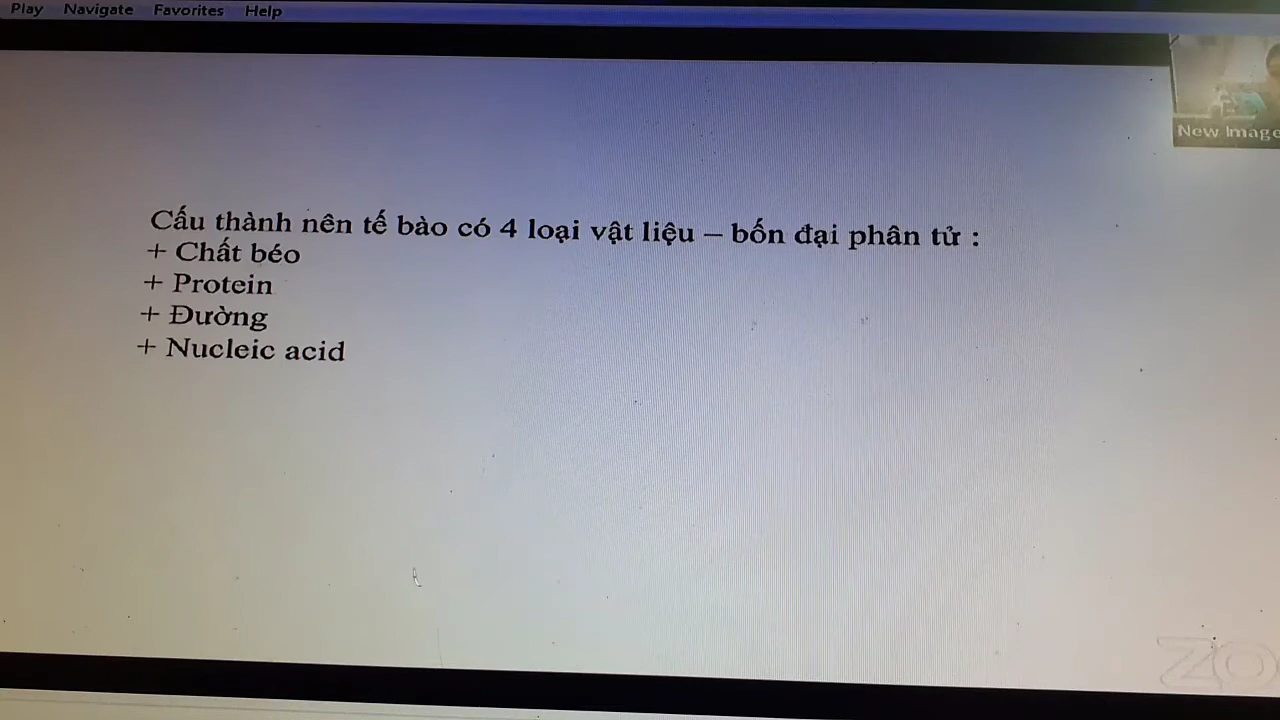 Play Navigate Favorites Help
New Image
Cấu thành nên tế bào có 4 loại vật liệu – bốn đại phân tử :
+ Chất béo
+ Protein
+ Đường
+ Nucleic acid
ZO